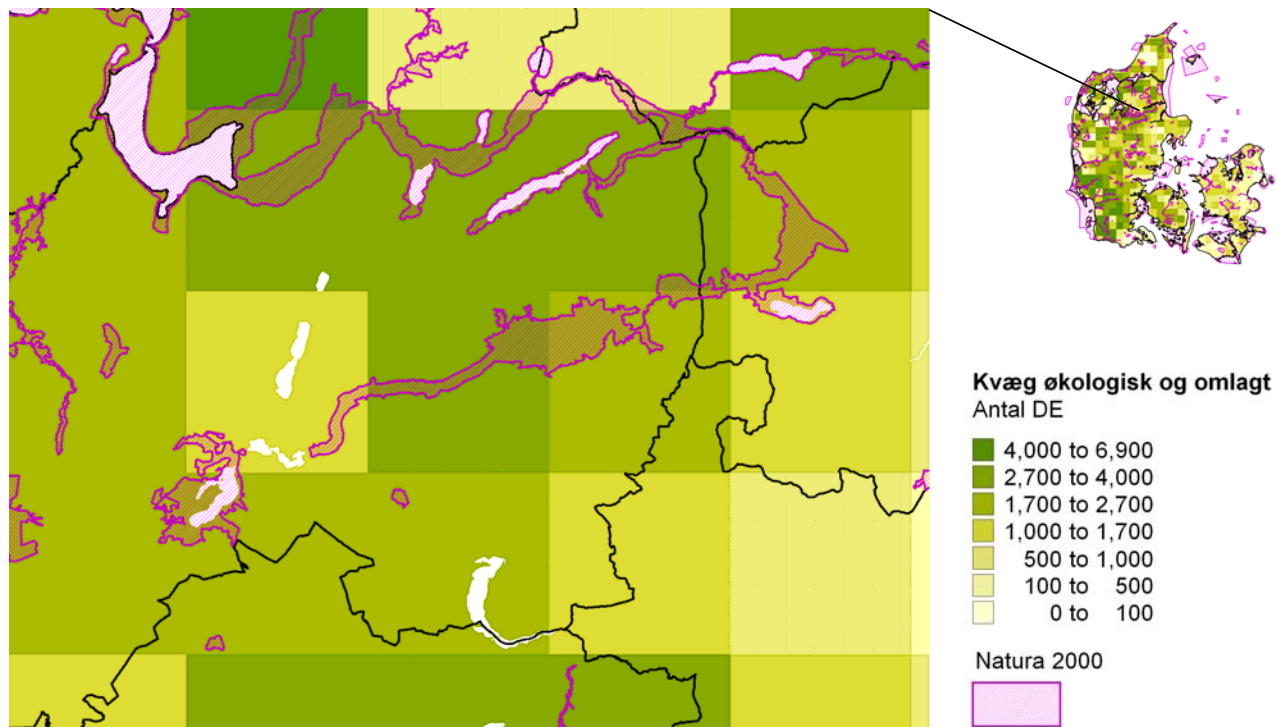 Kvæg økologisk og omlagt
Antal DE
4,000 to 6,900
2,700 to 4,000
1,700 to 2,700
1,000 to 1,700
500 to 1,000
100 to 500
0 to 100
Natura 2000